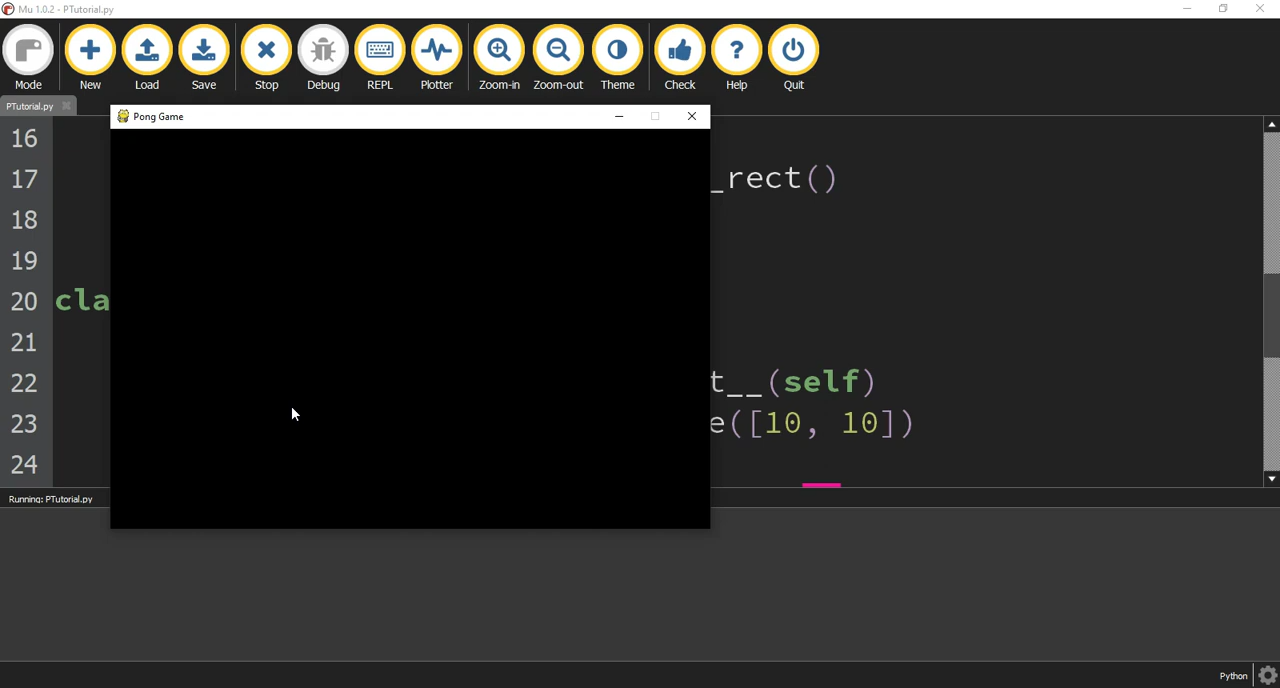 Mu 1.0.2 - PTutorial.py
Mode New Load Save Stop Debug REPL Plotter Zoom-in Zoom-out Theme Check Help Quit
PTutorial.py
Pong Game
16
17 _rect()
18
19
20 cla
21
22 t__(self)
23 e([10, 10])
24
Running: PTutorial.py
Python